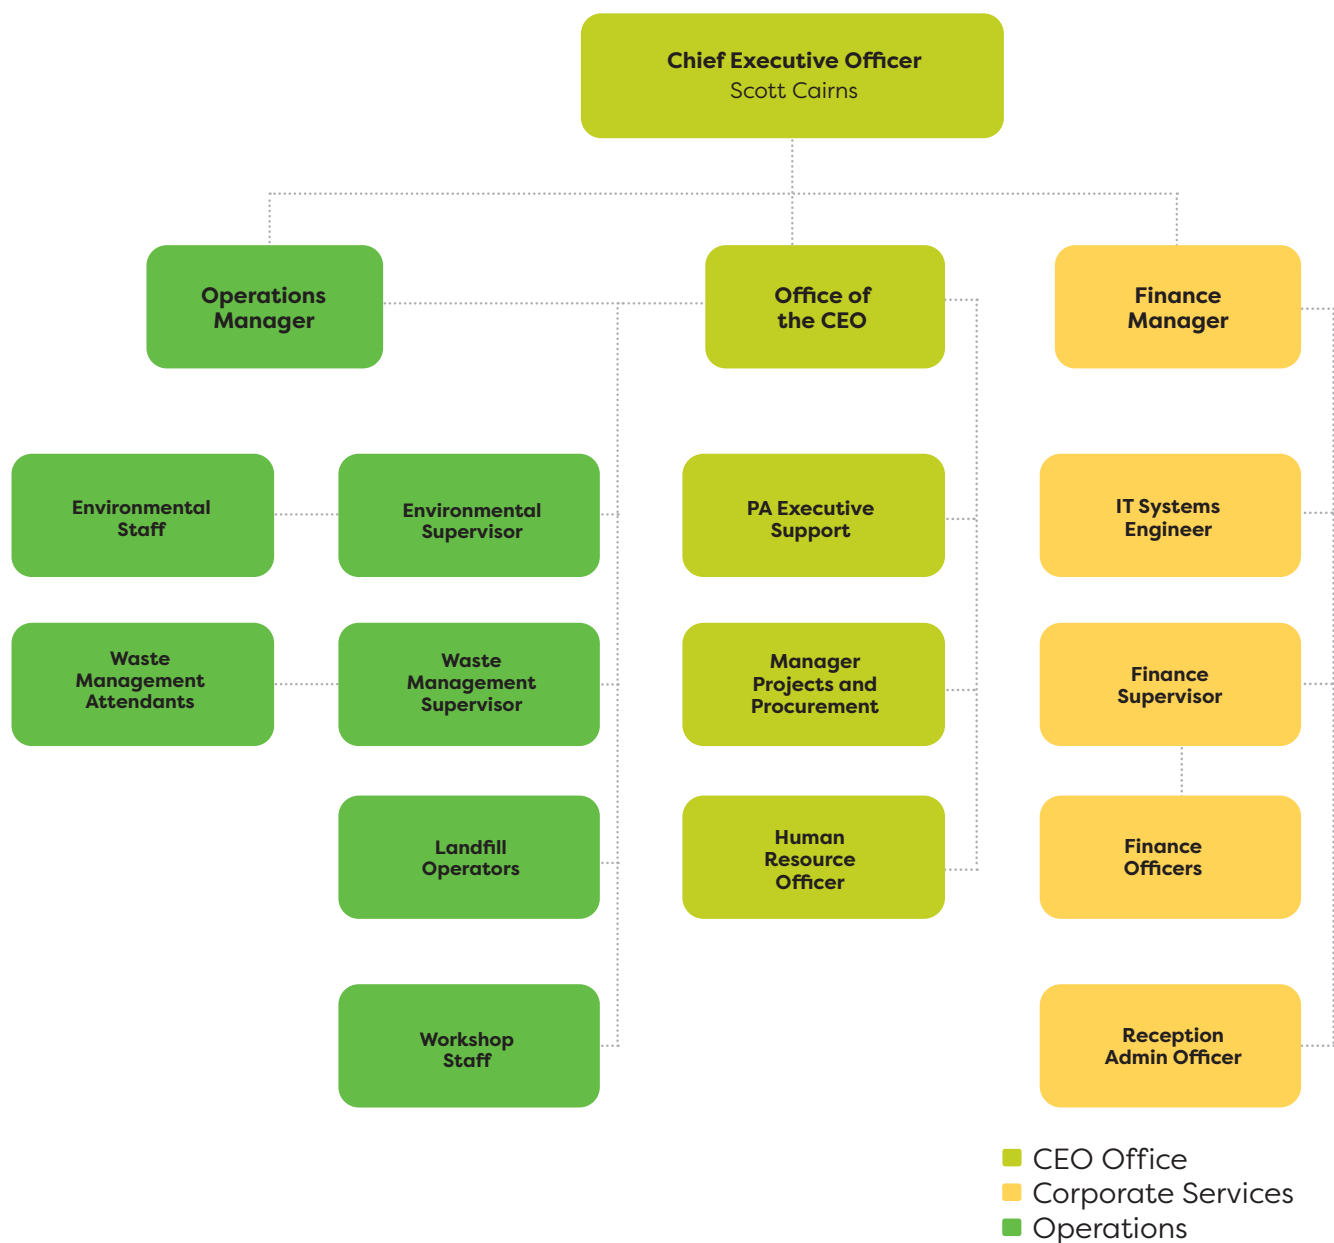 Chief Executive Officer
Scott Cairns
Operations
Manager
Office of
the CEO
Finance
Manager
Environmental
Staff
Environmental
Supervisor
PA Executive
Support
IT Systems
Engineer
Waste
Management
Attendants
Waste
Management
Supervisor
Manager
Projects and
Procurement
Finance
Supervisor
Landfill
Operators
Human
Resource
Officer
Finance
Officers
Workshop
Staff
Reception
Admin Officer
CEO Office
Corporate Services
Operations